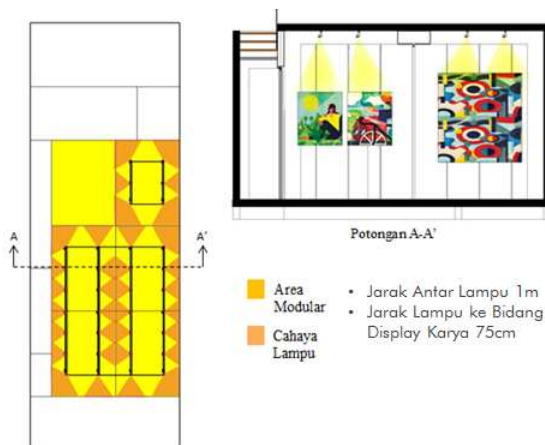 A
A'
Potongan A-A'
Area
Modular
Cahaya
Lampu
• Jarak Antar Lampu 1m
• Jarak Lampu ke Bidang
Display Karya 75cm